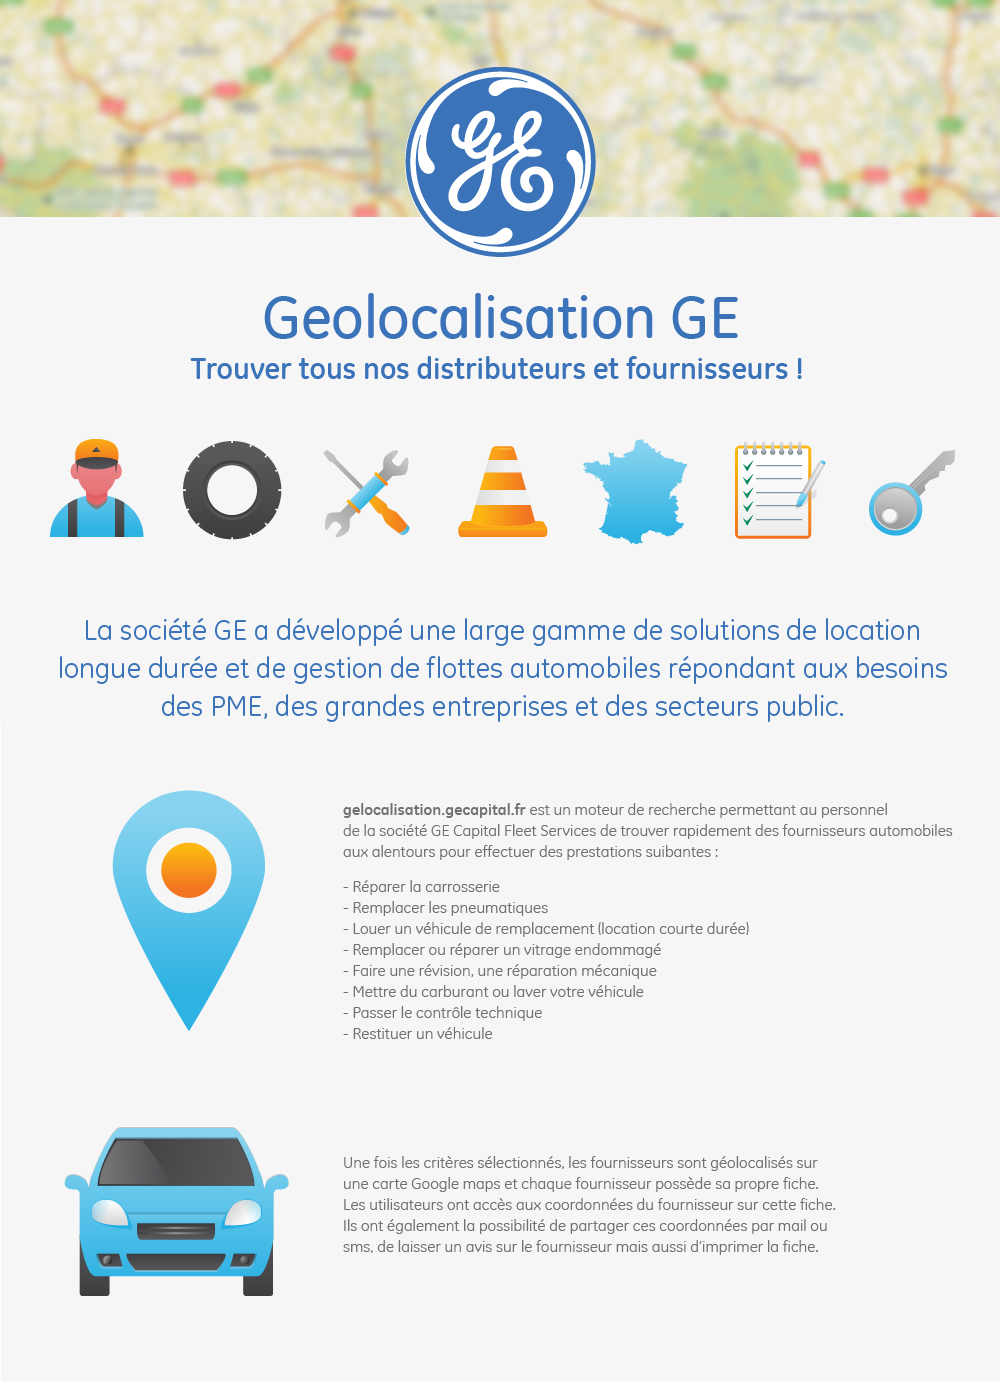 GE
Geolocalisation GE
Trouver tous nos distributeurs et fournisseurs !
La société GE a développé une large gamme de solutions de location
longue durée et de gestion de flottes automobiles répondant aux besoins
des PME, des grandes entreprises et des secteurs public.
gelocalisation.gecapital.fr est un moteur de recherche permettant au personnel
de la société GE Capital Fleet Services de trouver rapidement des fournisseurs automobiles
aux alentours pour effectuer des prestations suibantes :
- Réparer la carrosserie
- Remplacer les pneumatiques
- Louer un véhicule de remplacement (location courte durée)
- Remplacer ou réparer un vitrage endommagé
- Faire une révision, une réparation mécanique
- Mettre du carburant ou laver votre véhicule
- Passer le contrôle technique
- Restituer un véhicule
Une fois les critères sélectionnés, les fournisseurs sont géolocalisés sur
une carte Google maps et chaque fournisseur possède sa propre fiche.
Les utilisateurs ont accès aux coordonnées du fournisseur sur cette fiche.
Ils ont également la possibilité de partager ces coordonnées par mail ou
sms, de laisser un avis sur le fournisseur mais aussi d'imprimer la fiche.